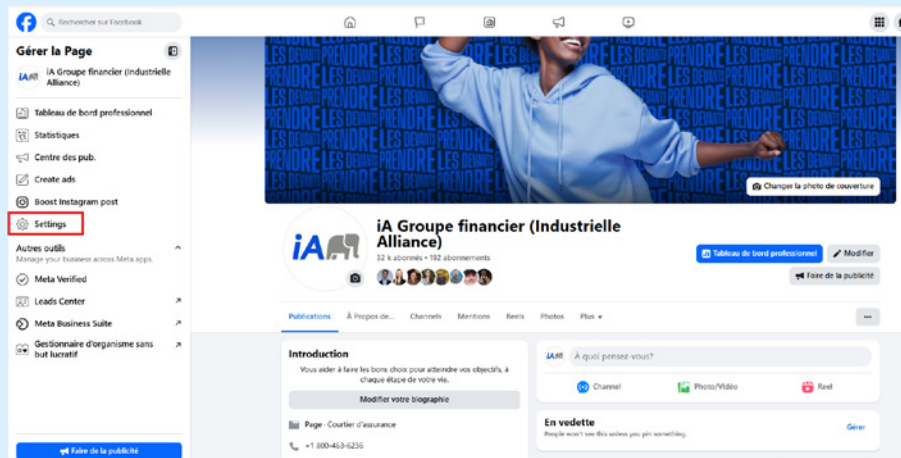 Rechercher sur Facebook
Gérer la Page
iA Groupe financier (Industrielle
Alliance)
Tableau de bord professionnel
Statistiques
Centre des pub.
Create ads
Boost Instagram post
Settings
Autres outils
Manage your business across Meta apps.
Meta Verified
Leads Center
Meta Business Suite
Gestionnaire d'organisme sans
but lucratif
Faire de la publicité
PRENDRE LES DEVANTS
Changer la photo de couverture
iA
iA Groupe financier (Industrielle
Alliance)
32 k abonnés • 192 abonnements
Tableau de bord professionnel
Modifier
Faire de la publicité
Publications
À Propos de...
Channels
Mentions
Reels
Photos
Plus
Introduction
Vous aider à faire les bons choix pour atteindre vos objectifs, à
chaque étape de votre vie.
Modifier votre biographie
Page · Courtier d'assurance
+1 800-463-6236
iA
À quoi pensez-vous?
Channel
Photo/Vidéo
Reel
En vedette
People won't see this unless you pin something.
Gérer